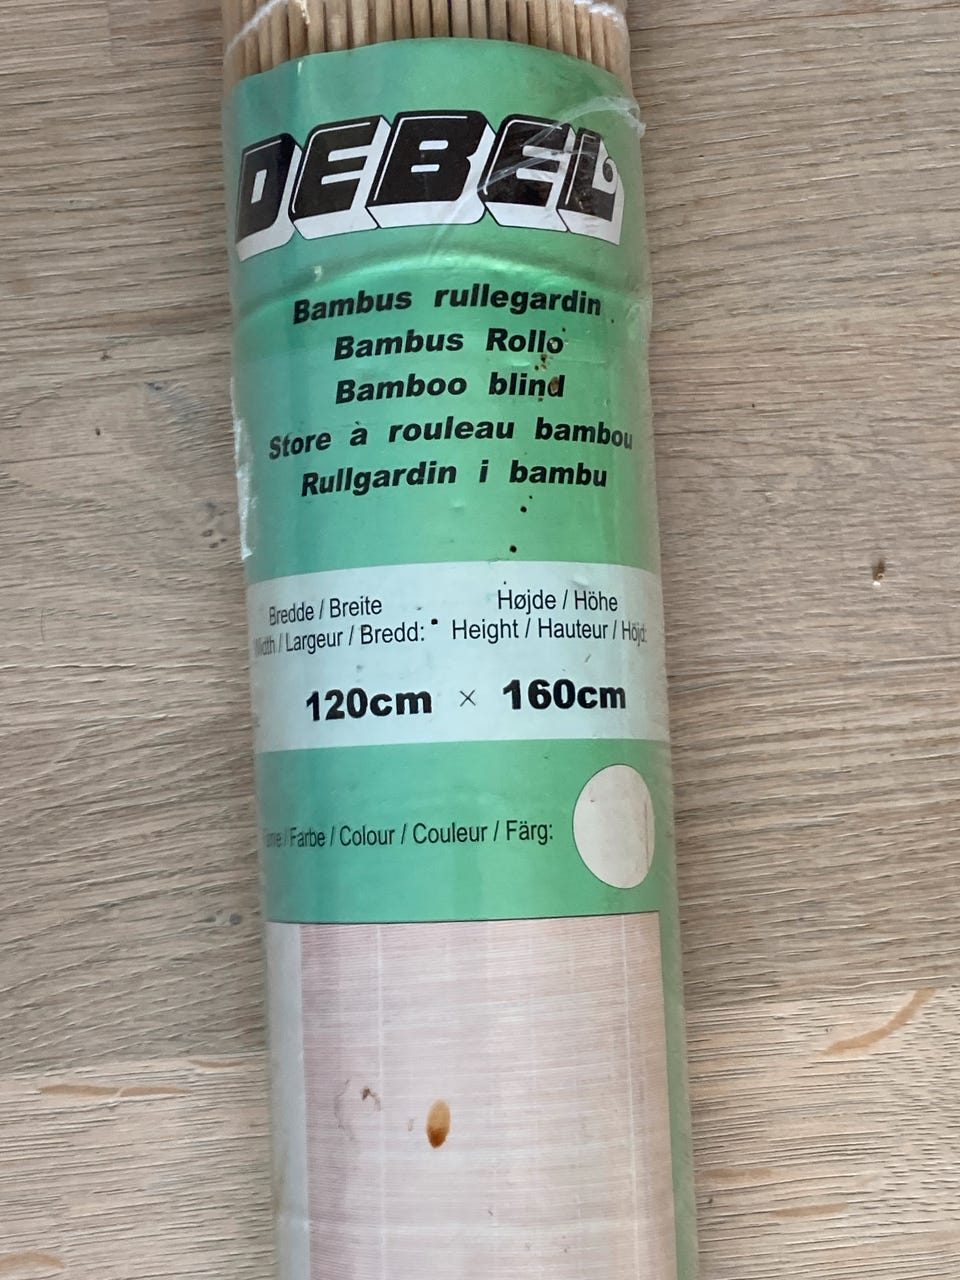 DEBEL
Bambus rullegardin
Bambus Rollo
Bamboo blind
Store à rouleau bambou
Rullgardin i bambu
Bredde / Breite
Width / Largeur / Bredd:
Højde / Höhe
Height / Hauteur / Höjd:
120cm × 160cm
/ Farbe / Colour / Couleur / Färg: